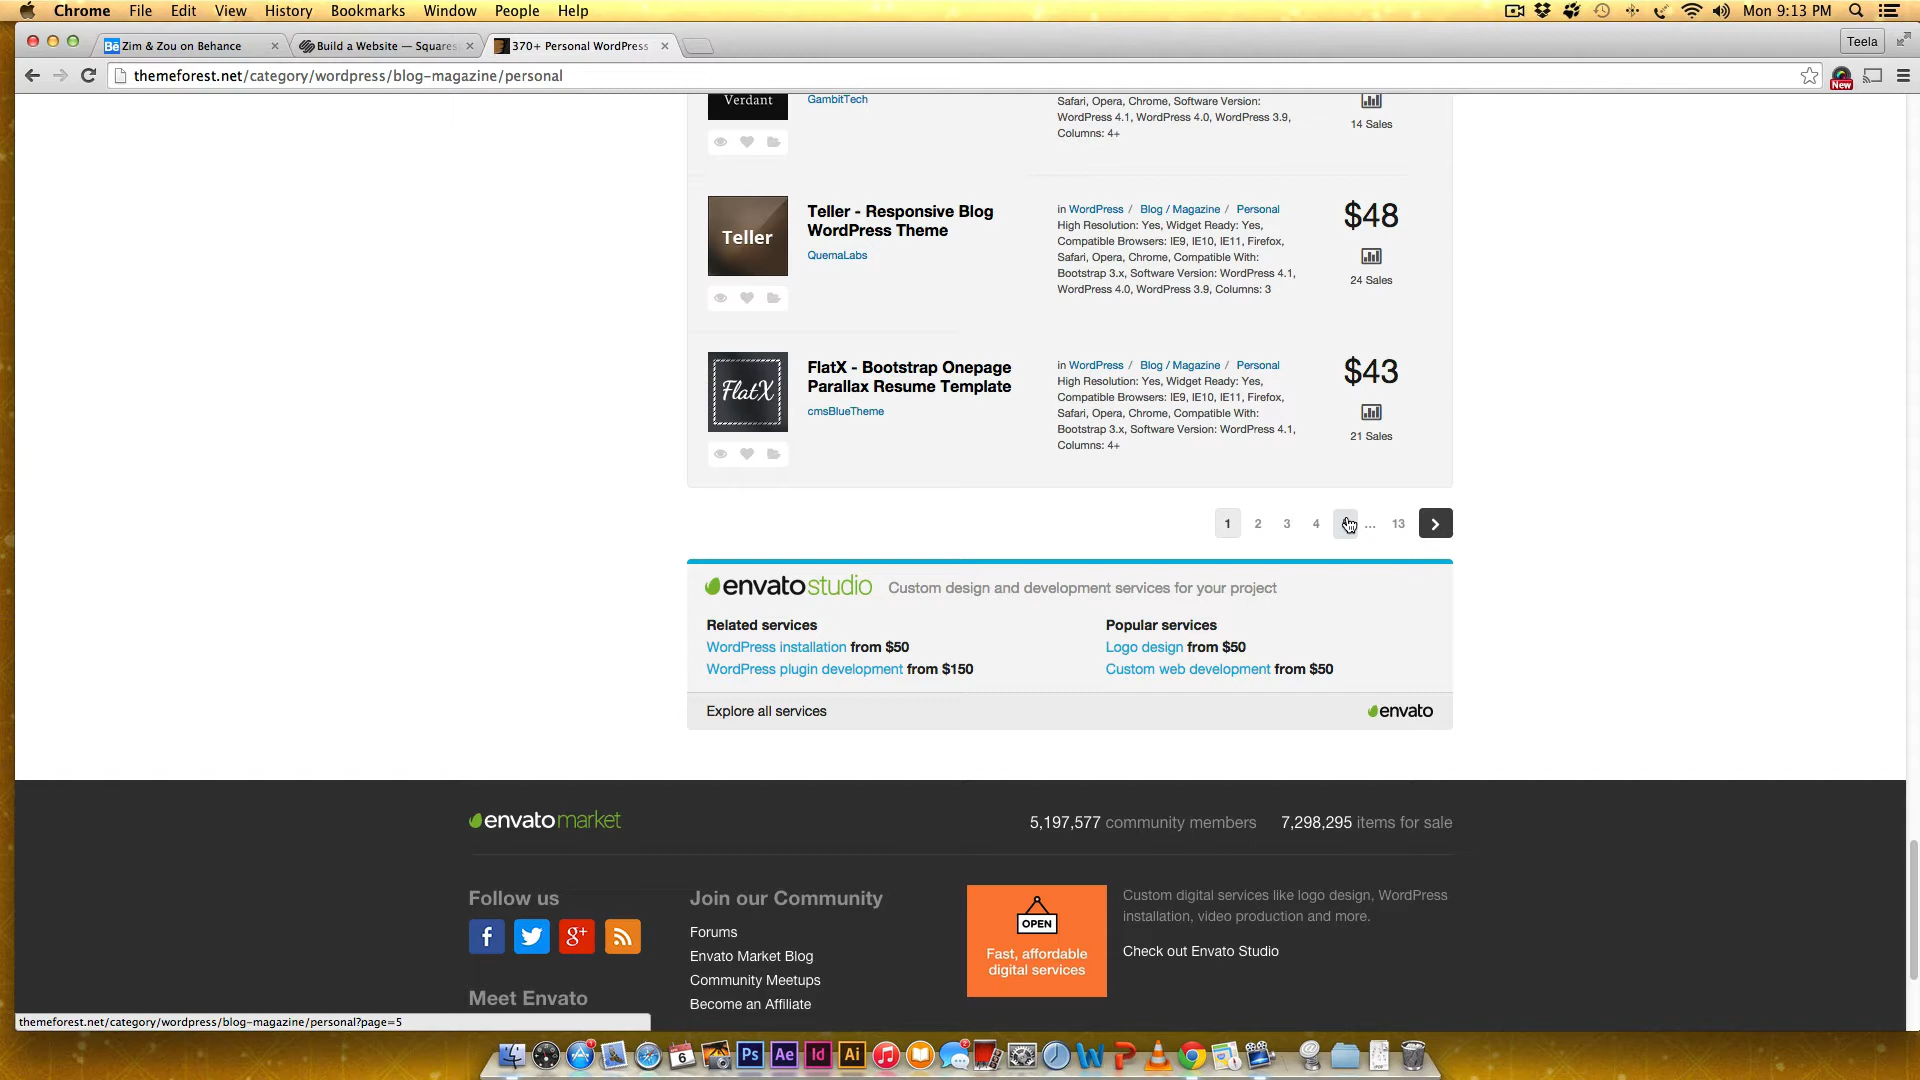 Chrome File Edit View History Bookmarks Window People Help Mon 9:13 PM
Bē Zim & Zou on Behance Build a Website — Squares 370+ Personal WordPress Teela
themeforest.net/category/wordpress/blog-magazine/personal
New
Verdant
GambitTech
Safari, Opera, Chrome, Software Version:
WordPress 4.1, WordPress 4.0, WordPress 3.9,
Columns: 4+
14 Sales
Teller
Teller - Responsive Blog
WordPress Theme
QuemaLabs
in WordPress / Blog / Magazine / Personal
High Resolution: Yes, Widget Ready: Yes,
Compatible Browsers: IE9, IE10, IE11, Firefox,
Safari, Opera, Chrome, Compatible With:
Bootstrap 3.x, Software Version: WordPress 4.1,
WordPress 4.0, WordPress 3.9, Columns: 3
$48
24 Sales
FlatX
FlatX - Bootstrap Onepage
Parallax Resume Template
cmsBlueTheme
in WordPress / Blog / Magazine / Personal
High Resolution: Yes, Widget Ready: Yes,
Compatible Browsers: IE9, IE10, IE11, Firefox,
Safari, Opera, Chrome, Compatible With:
Bootstrap 3.x, Software Version: WordPress 4.1,
Columns: 4+
$43
21 Sales
1 2 3 4 ... 13
envatostudio Custom design and development services for your project
Related services
WordPress installation from $50
WordPress plugin development from $150
Popular services
Logo design from $50
Custom web development from $50
Explore all services
envato
envatomarket
5,197,577 community members 7,298,295 items for sale
Follow us
Join our Community
Forums
Envato Market Blog
Community Meetups
Become an Affiliate
OPEN
Fast, affordable
digital services
Custom digital services like logo design, WordPress
installation, video production and more.
Check out Envato Studio
Meet Envato
themeforest.net/category/wordpress/blog-magazine/personal?page=5
6 Ps Ae Id Ai